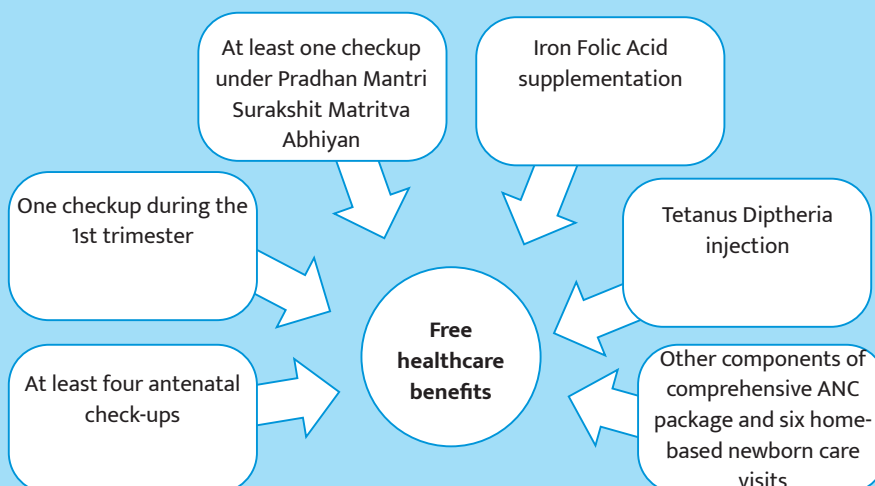 At least one checkup
under Pradhan Mantri
Surakshit Matritva
Abhiyan
Iron Folic Acid
supplementation
One checkup during the
1st trimester
Tetanus Diptheria
injection
Free
healthcare
benefits
At least four antenatal
check-ups
Other components of
comprehensive ANC
package and six home-
based newborn care
visits